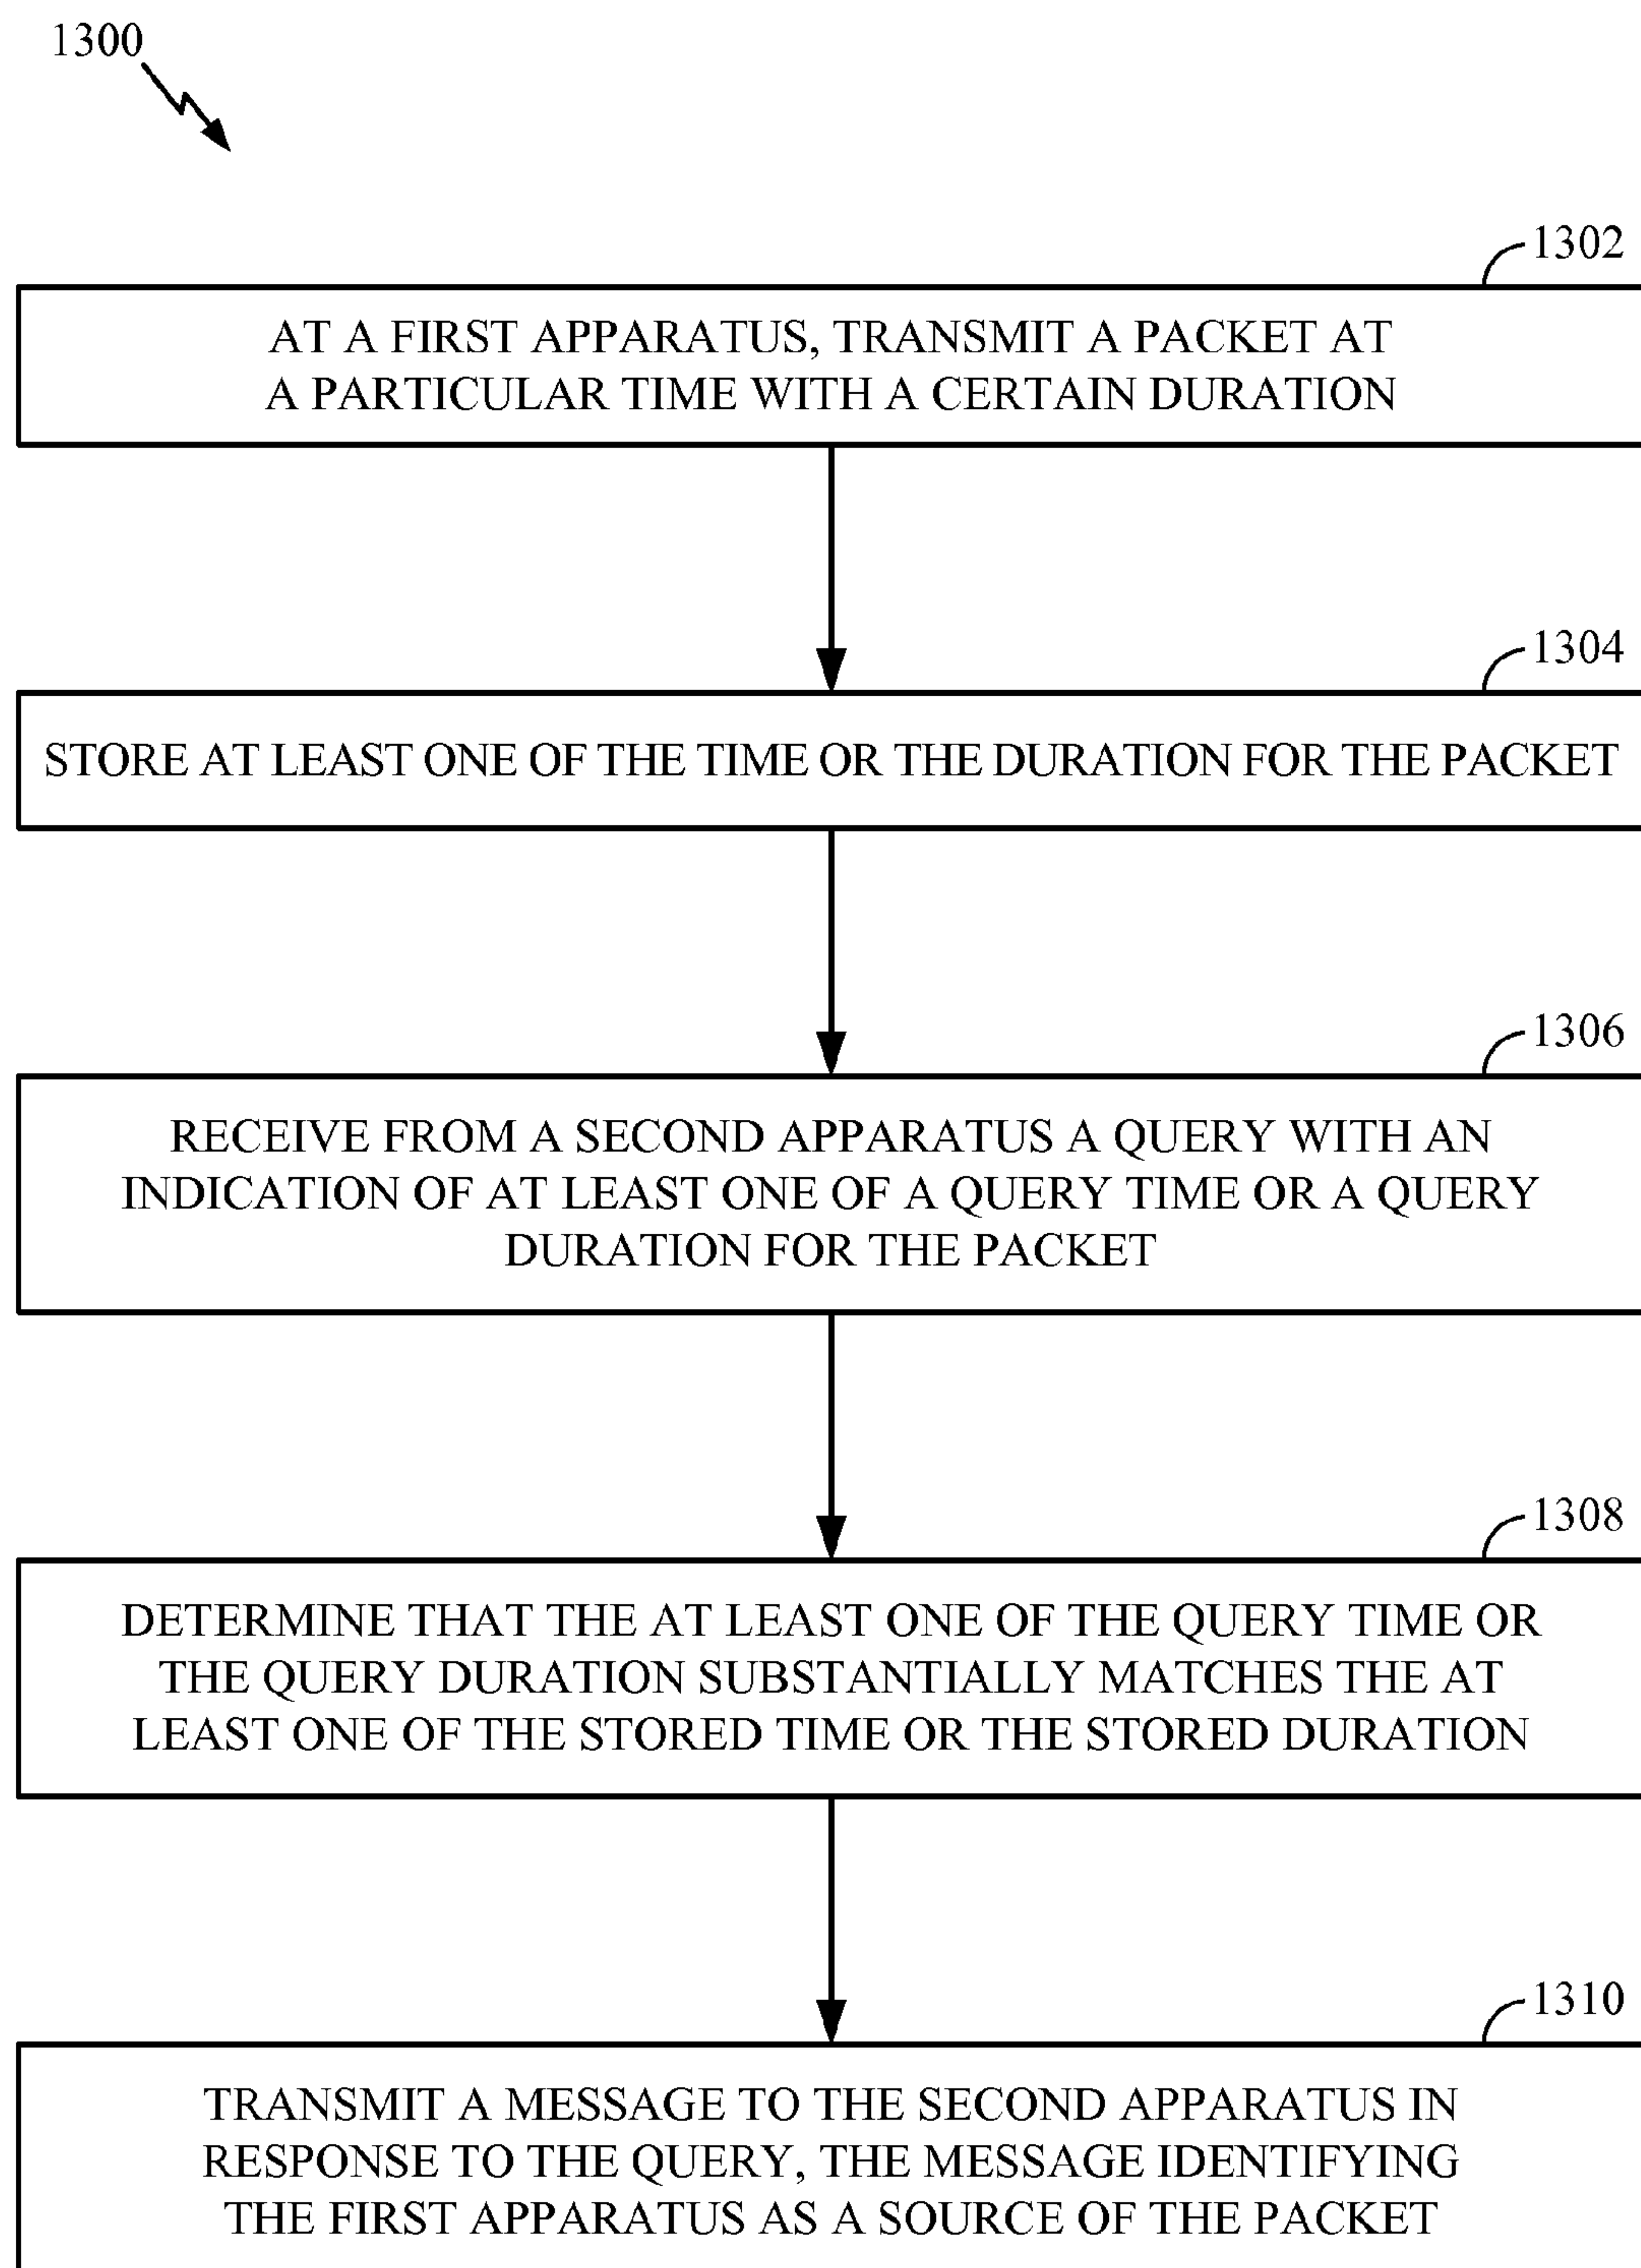 1300
1302
AT A FIRST APPARATUS, TRANSMIT A PACKET AT
A PARTICULAR TIME WITH A CERTAIN DURATION
1304
STORE AT LEAST ONE OF THE TIME OR THE DURATION FOR THE PACKET
1306
RECEIVE FROM A SECOND APPARATUS A QUERY WITH AN
INDICATION OF AT LEAST ONE OF A QUERY TIME OR A QUERY
DURATION FOR THE PACKET
1308
DETERMINE THAT THE AT LEAST ONE OF THE QUERY TIME OR
THE QUERY DURATION SUBSTANTIALLY MATCHES THE AT
LEAST ONE OF THE STORED TIME OR THE STORED DURATION
1310
TRANSMIT A MESSAGE TO THE SECOND APPARATUS IN
RESPONSE TO THE QUERY, THE MESSAGE IDENTIFYING
THE FIRST APPARATUS AS A SOURCE OF THE PACKET